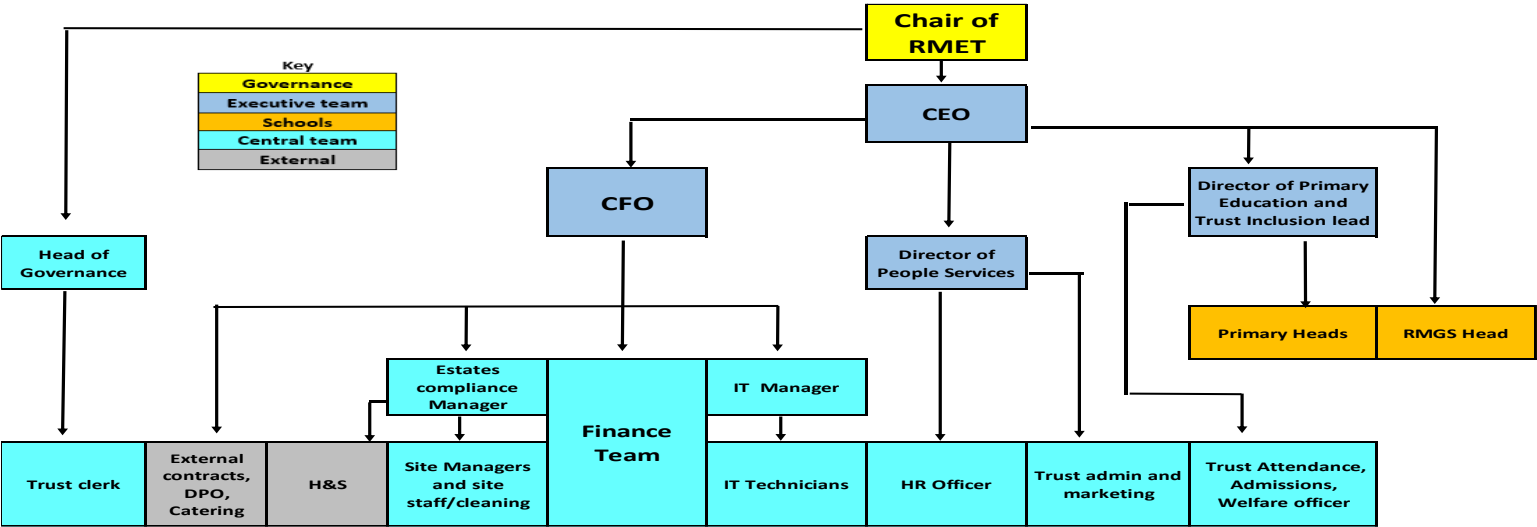 Chair of
RMET
Key
Governance
Executive team
Schools
Central team
External
CEO
CFO
Director of Primary
Education and
Trust Inclusion lead
Head of
Governance
Director of
People Services
Primary Heads
RMGS Head
Estates
compliance
Manager
IT Manager
Finance
Team
Trust clerk
External
contracts,
DPO,
Catering
H&S
Site Managers
and site
staff/cleaning
IT Technicians
HR Officer
Trust admin and
marketing
Trust Attendance,
Admissions,
Welfare officer